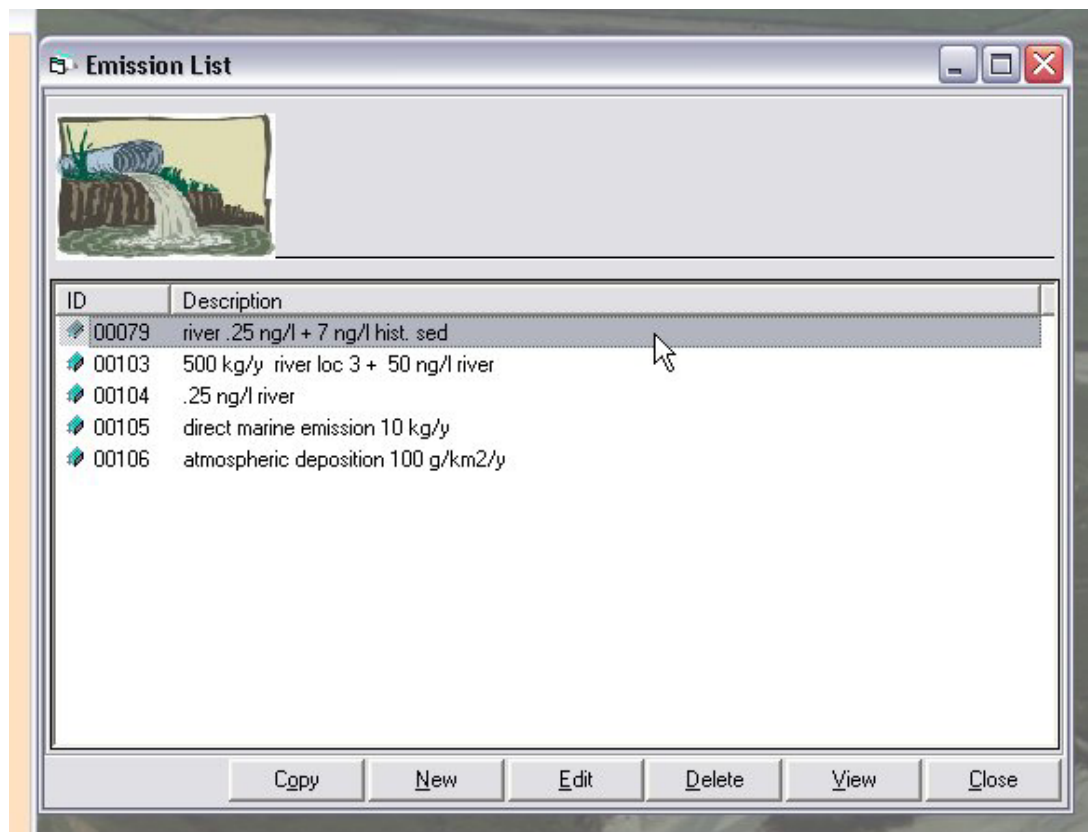 Emission List
ID Description
00079 river .25 ng/l + 7 ng/l hist. sed
00103 500 kg/y river loc 3 + 50 ng/l river
00104 .25 ng/l river
00105 direct marine emission 10 kg/y
00106 atmospheric deposition 100 g/km2/y
Copy New Edit Delete View Close